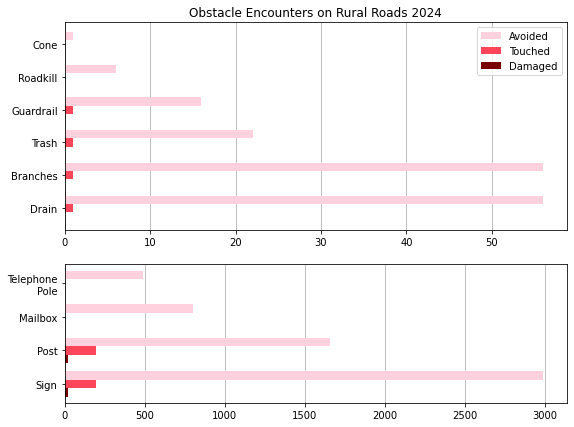 Obstacle Encounters on Rural Roads 2024
Avoided
Touched
Damaged
Cone
Roadkill
Guardrail
Trash
Branches
Drain
0 10 20 30 40 50
Telephone
Pole
Mailbox
Post
Sign
0 500 1000 1500 2000 2500 3000